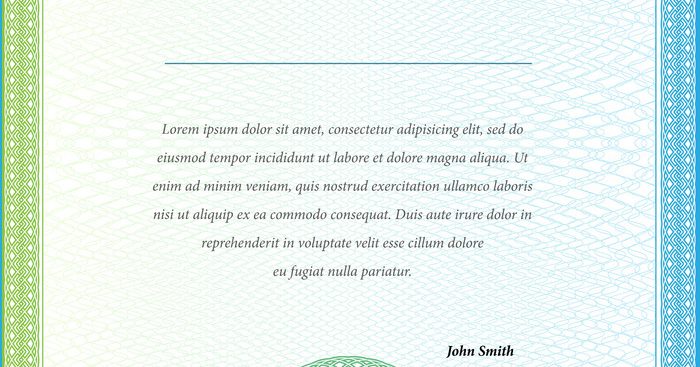 Lorem ipsum dolor sit amet, consectetur adipisicing elit, sed do
eiusmod tempor incididunt ut labore et dolore magna aliqua. Ut
enim ad minim veniam, quis nostrud exercitation ullamco laboris
nisi ut aliquip ex ea commodo consequat. Duis aute irure dolor in
reprehenderit in voluptate velit esse cillum dolore
eu fugiat nulla pariatur.
John Smith